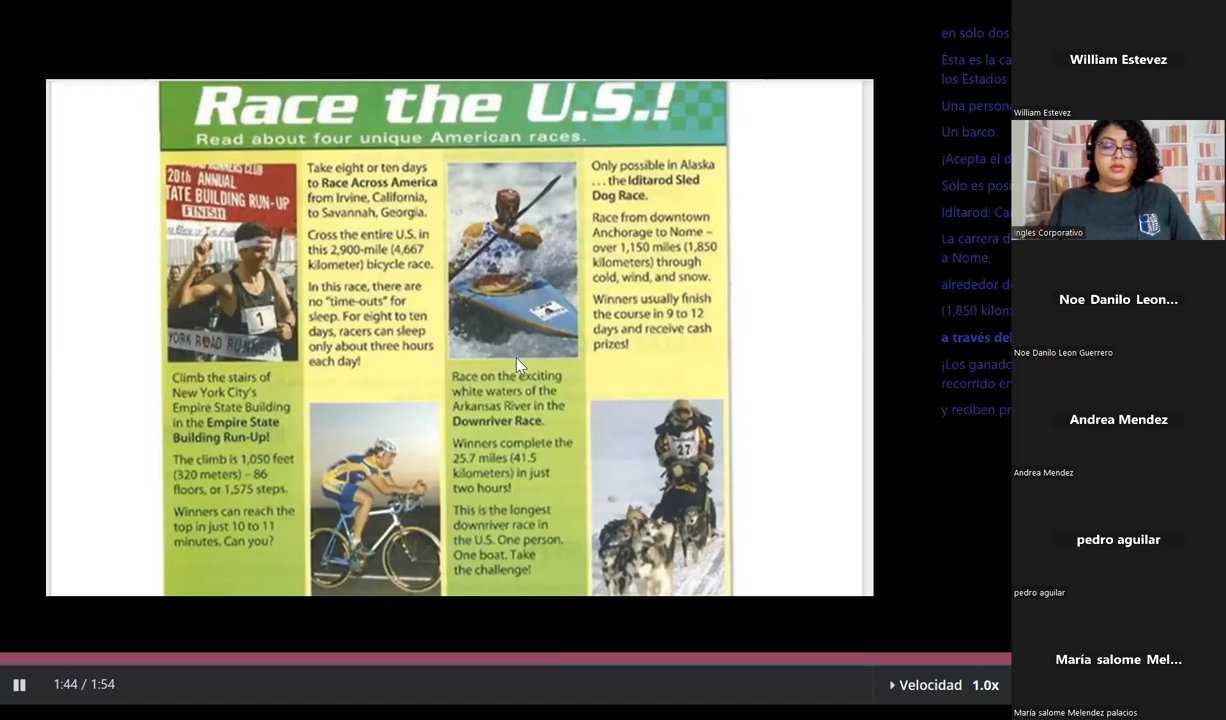 Race the U.S.!
Read about four unique American races.
20th ANNUAL
TATE BUILDING RUN-UP
FINISH
1
YORK ROAD RUNNERS
Climb the stairs of
New York City's
Empire State Building
in the Empire State
Building Run-Up!
The climb is 1,050 feet
(320 meters) – 86
floors, or 1,575 steps.
Winners can reach the
top in just 10 to 11
minutes. Can you?
Take eight or ten days
to Race Across America
from Irvine, California,
to Savannah, Georgia.
Cross the entire U.S. in
this 2,900-mile (4,667
kilometer) bicycle race.
In this race, there are
no "time-outs" for
sleep. For eight to ten
days, racers can sleep
only about three hours
each day!
Race on the exciting
white waters of the
Arkansas River in the
Downriver Race.
Winners complete the
25.7 miles (41.5
kilometers) in just
two hours!
This is the longest
downriver race in
the U.S. One person.
One boat. Take
the challenge!
Only possible in Alaska
... the Iditarod Sled
Dog Race.
Race from downtown
Anchorage to Nome –
over 1,150 miles (1,850
kilometers) through
cold, wind, and snow.
Winners usually finish
the course in 9 to 12
days and receive cash
prizes!
27
en sólo dos
Ésta es la ca
los Estados
Una person
Un barco.
¡Acepta el d
Sólo es pos
Iditarod: Ca
La carrera d
a Nome,
alrededor d
(1,850 kilóm
a través del
¡Los ganado
recorrido en
y reciben pr
1:44 / 1:54
Velocidad 1.0x
William Estevez
William Estevez
Ingles Corporativo
Noe Danilo Leon...
Noe Danilo Leon Guerrero
Andrea Mendez
Andrea Mendez
pedro aguilar
pedro aguilar
María salome Mel...
María salome Melendez palacios